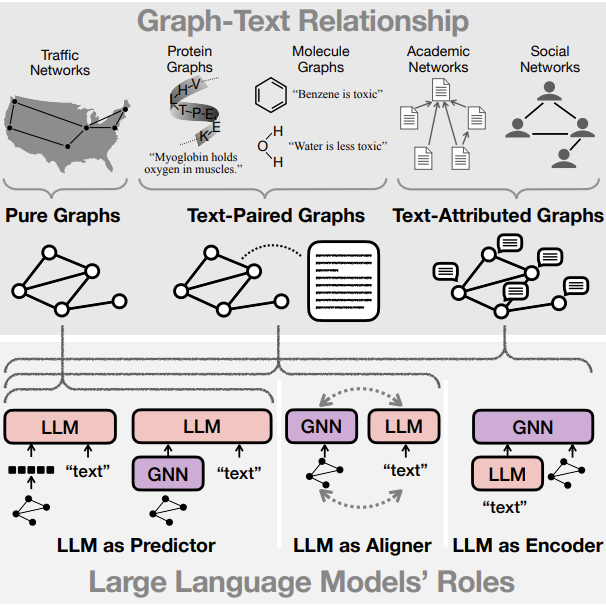 Graph-Text Relationship
Traffic
Networks
Protein
Graphs
Molecule
Graphs
Academic
Networks
Social
Networks
L-H-V
T-P-E
E
K
"Myoglobin holds
oxygen in muscles."
"Benzene is toxic"
H
O
H
"Water is less toxic"
Pure Graphs
Text-Paired Graphs
Text-Attributed Graphs
LLM
"text"
LLM
GNN
"text"
GNN
LLM
"text"
GNN
LLM
"text"
LLM as Predictor
LLM as Aligner
LLM as Encoder
Large Language Models' Roles